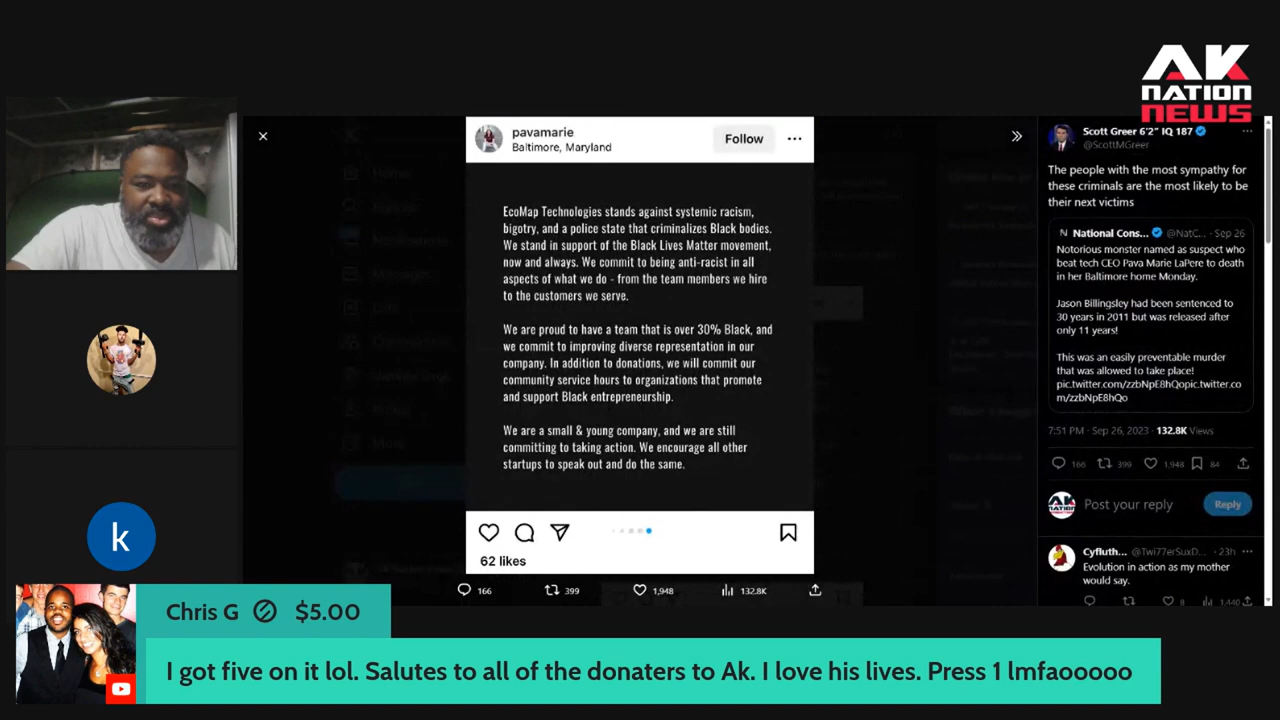 AK
NATION
NEWS
pavamarie
Baltimore, Maryland
Follow
EcoMap Technologies stands against systemic racism,
bigotry, and a police state that criminalizes Black bodies.
We stand in support of the Black Lives Matter movement,
now and always. We commit to being anti-racist in all
aspects of what we do - from the team members we hire
to the customers we serve.
We are proud to have a team that is over 30% Black, and
we commit to improving diverse representation in our
company. In addition to donations, we will commit our
community service hours to organizations that promote
and support Black entrepreneurship.
We are a small & young company, and we are still
committing to taking action. We encourage all other
startups to speak out and do the same.
62 likes
166 399 1,948 132.8K
Scott Greer 6'2" IQ 187
@ScottMGreer
The people with the most sympathy for
these criminals are the most likely to be
their next victims
N National Cons... @NatC... · Sep 26
Notorious monster named as suspect who
beat tech CEO Pava Marie LaPere to death
in her Baltimore home Monday.
Jason Billingsley had been sentenced to
30 years in 2011 but was released after
only 11 years!
This was an easily preventable murder
that was allowed to take place!
pic.twitter.com/zzbNpE8hQopic.twitter.co
m/zzbNpE8hQo
7:51 PM · Sep 26, 2023 · 132.8K Views
166 399 1,948 84
Post your reply
Reply
Cyfluth... @Twi77erSuxD... · 23h
Evolution in action as my mother
would say.
8 1,440
k
Chris G $5.00
I got five on it lol. Salutes to all of the donaters to Ak. I love his lives. Press 1 lmfaooooo